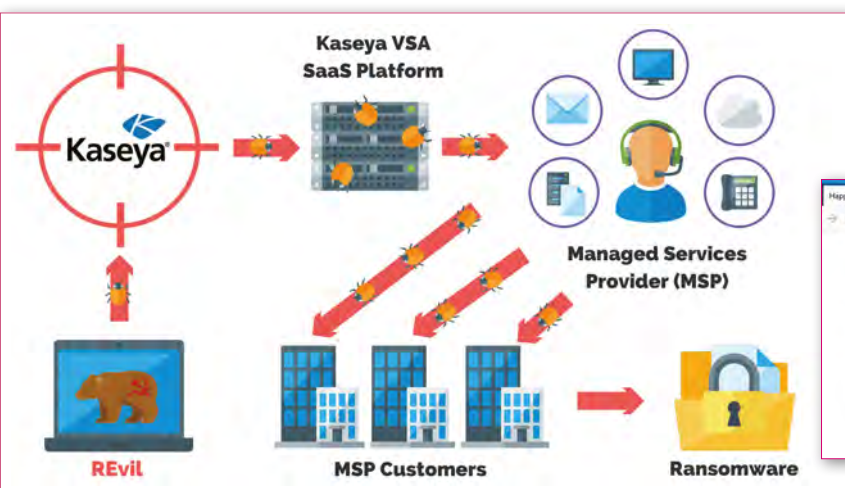 Kaseya VSA
SaaS Platform
Kaseya
Managed Services
Provider (MSP)
REvil
MSP Customers
Ransomware